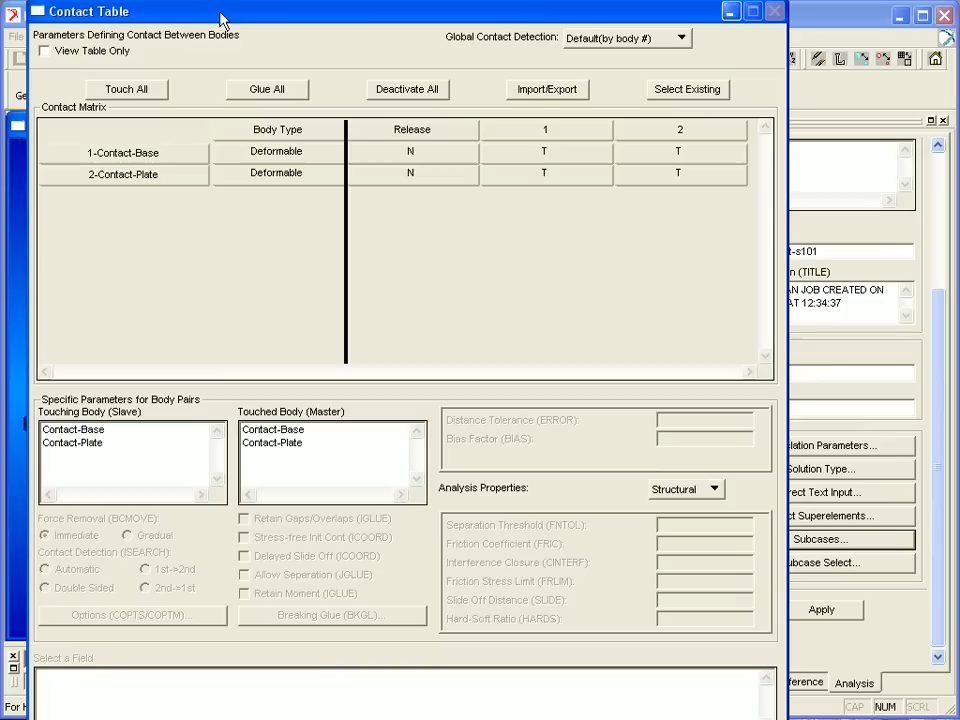 Contact Table
Parameters Defining Contact Between Bodies
Global Contact Detection: Default(by body #)
View Table Only
Touch All Glue All Deactivate All Import/Export Select Existing
Contact Matrix
Body Type Release 1 2
1-Contact-Base Deformable N T T
2-Contact-Plate Deformable N T T
Specific Parameters for Body Pairs
Touching Body (Slave) Touched Body (Master)
Contact-Base Contact-Base
Contact-Plate Contact-Plate
Distance Tolerance (ERROR):
Bias Factor (BIAS):
Analysis Properties: Structural
Force Removal (BCMOVE): Retain Gaps/Overlaps (IGLUE)
Immediate Gradual Stress-free Init Cont (ICOORD)
Contact Detection (ISEARCH): Delayed Slide Off (ICOORD)
Automatic 1st->2nd Allow Separation (JGLUE)
Double Sided 2nd->1st Retain Moment (IGLUE)
Options (COPTS/COPTM)... Breaking Glue (BKGL)...
Separation Threshold (FNTOL):
Friction Coefficient (FRIC):
Interference Closure (CINTERF):
Friction Stress Limit (FRLIM):
Slide Off Distance (SLIDE):
Hard-Soft Ratio (HARDS):
Select a Field
File
Ge
For H
t-s101
n (TITLE)
AN JOB CREATED ON
AT 12:34:37
lation Parameters...
Solution Type...
rect Text Input...
ct Superelements...
Subcases...
ubcase Select...
Apply
ference Analysis
CAP NUM SCRL